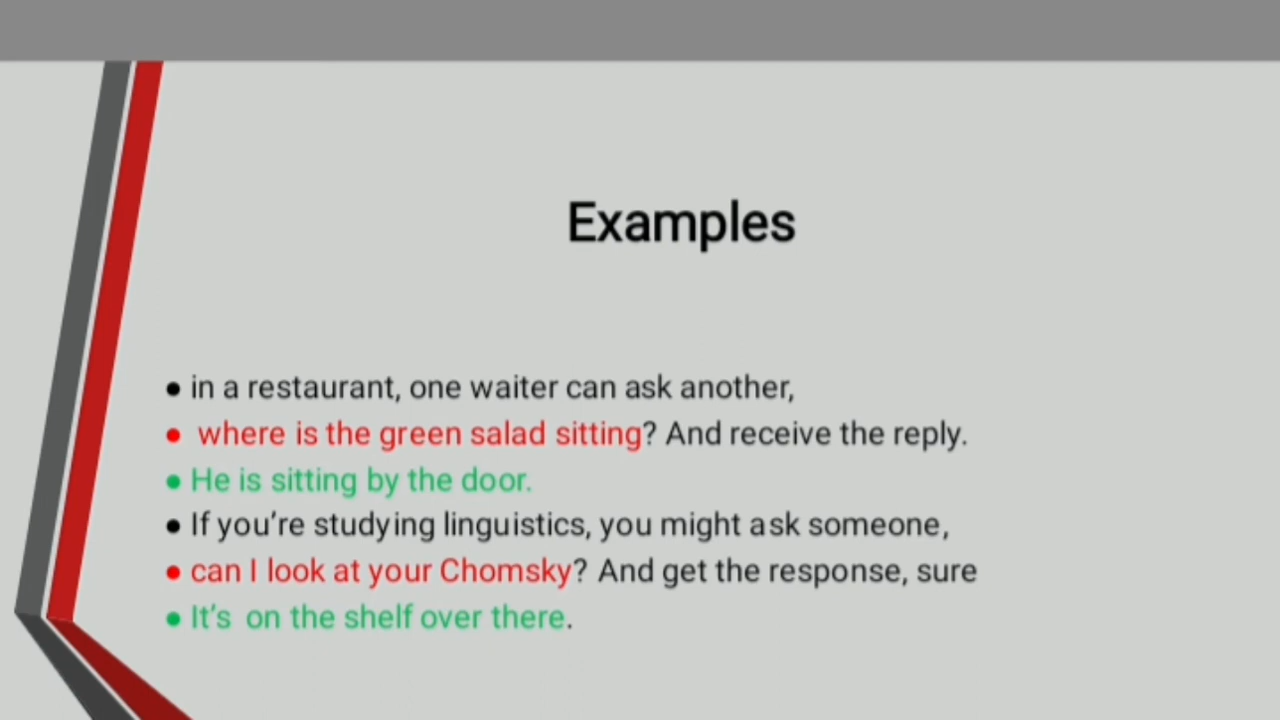 Examples
• in a restaurant, one waiter can ask another,
• where is the green salad sitting? And receive the reply.
• He is sitting by the door.
• If you’re studying linguistics, you might ask someone,
• can I look at your Chomsky? And get the response, sure
• It’s on the shelf over there.